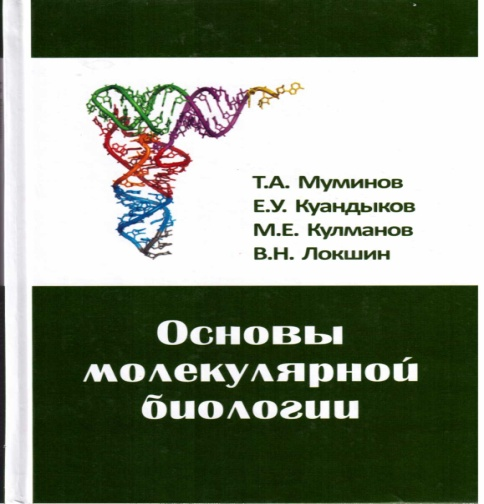 Т.А. Муминов
Е.У. Куандыков
М.Е. Кулманов
В.Н. Локшин
Основы
молекулярной
биологии